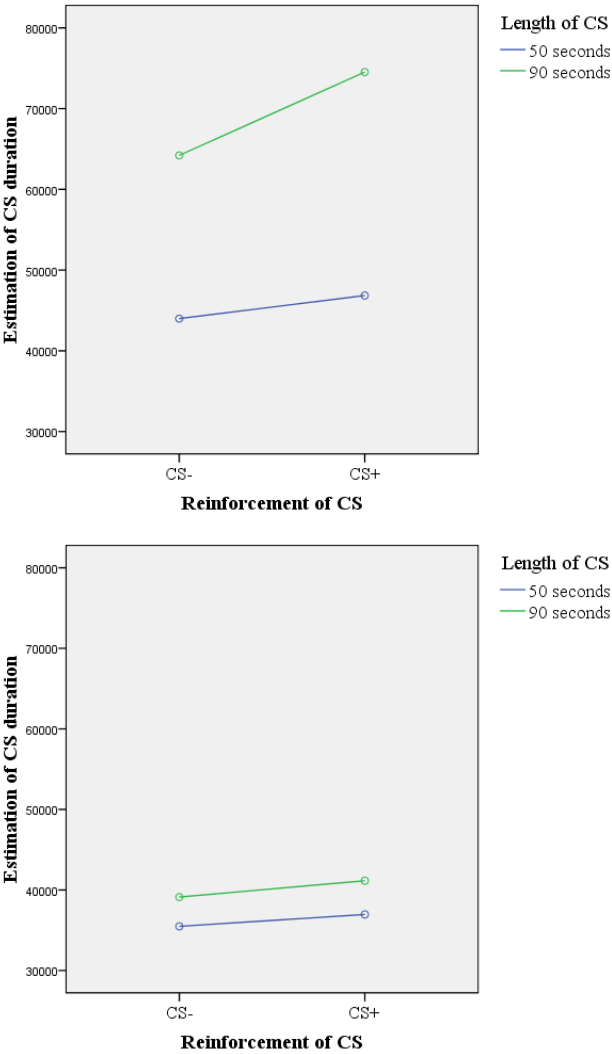 Length of CS
50 seconds
90 seconds
80000
70000
60000
50000
40000
30000
Estimation of CS duration
CS- CS+
Reinforcement of CS
Length of CS
50 seconds
90 seconds
80000
70000
60000
50000
40000
30000
Estimation of CS duration
CS- CS+
Reinforcement of CS